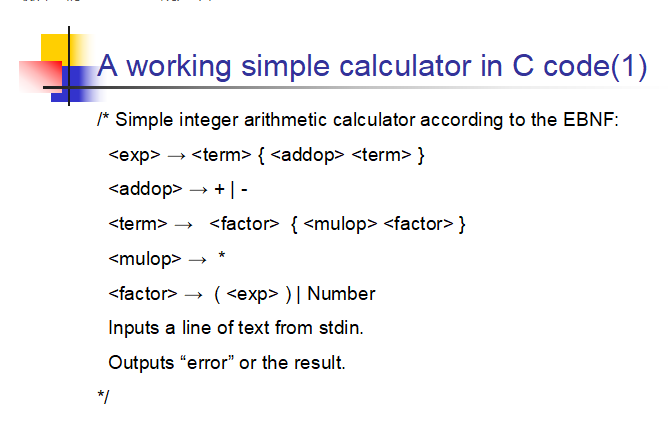 A working simple calculator in C code(1)
/* Simple integer arithmetic calculator according to the EBNF:
<exp> → <term> { <addop> <term> }
<addop> → + | -
<term> → <factor> { <mulop> <factor> }
<mulop> → *
<factor> → ( <exp> ) | Number
Inputs a line of text from stdin.
Outputs “error” or the result.
*/